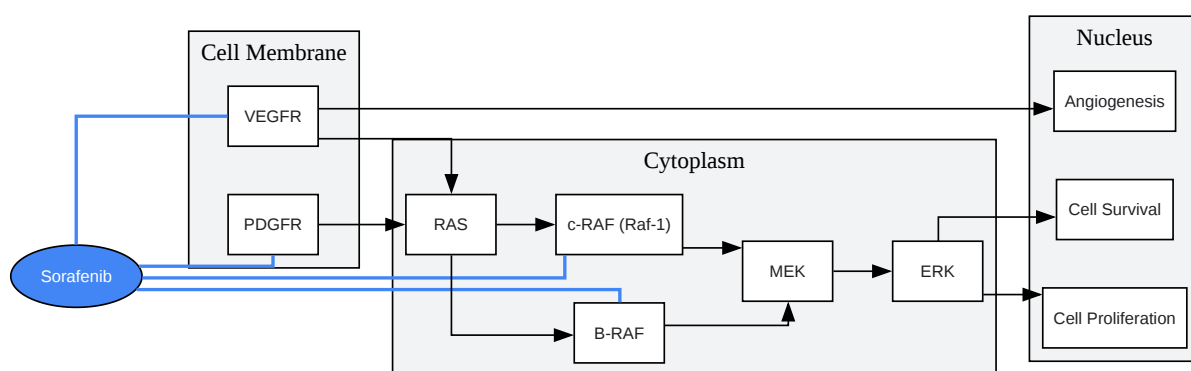 Cell Membrane
VEGFR
PDGFR
Sorafenib
Cytoplasm
RAS
c-RAF (Raf-1)
B-RAF
MEK
ERK
Nucleus
Angiogenesis
Cell Survival
Cell Proliferation